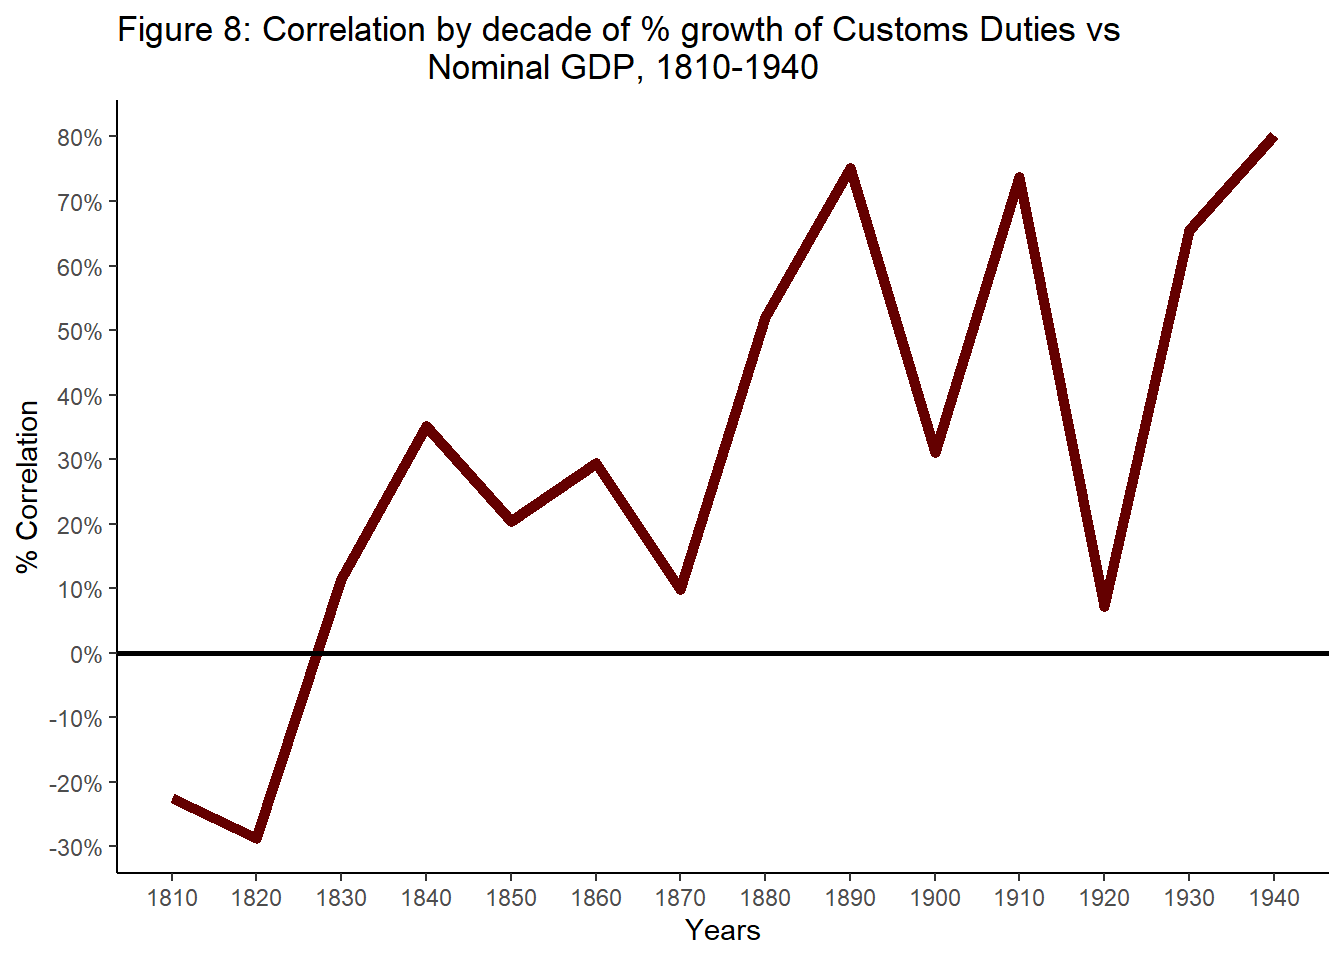 Figure 8: Correlation by decade of % growth of Customs Duties vs
Nominal GDP, 1810-1940
% Correlation
80%
70%
60%
50%
40%
30%
20%
10%
0%
-10%
-20%
-30%
1810 1820 1830 1840 1850 1860 1870 1880 1890 1900 1910 1920 1930 1940
Years